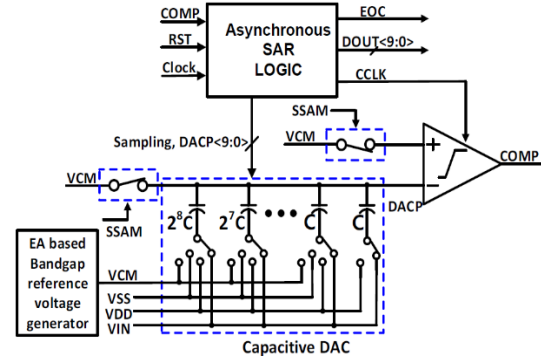 COMP
RST
Clock
Asynchronous
SAR
LOGIC
EOC
DOUT<9:0>
CCLK
SSAM
Sampling, DACP<9:0>
VCM
+
COMP
VCM
SSAM
−
DACP
2⁸C
2⁷C
C
C
EA based
Bandgap
reference
voltage
generator
VCM
VSS
VDD
VIN
Capacitive DAC